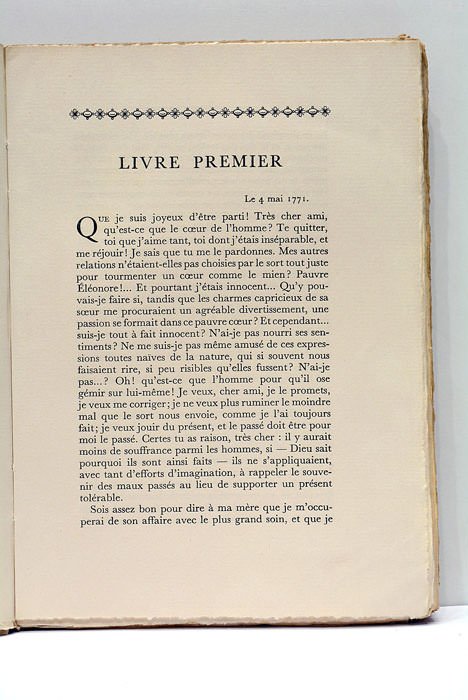 LIVRE PREMIER
Le 4 mai 1771.
QUE je suis joyeux d'être parti! Très cher ami,
qu'est-ce que le cœur de l'homme? Te quitter,
toi que j'aime tant, toi dont j'étais inséparable, et
me réjouir! Je sais que tu me le pardonnes. Mes autres
relations n'étaient-elles pas choisies par le sort tout juste
pour tourmenter un cœur comme le mien? Pauvre
Éléonore!... Et pourtant j'étais innocent... Qu'y pou-
vais-je faire si, tandis que les charmes capricieux de sa
sœur me procuraient un agréable divertissement, une
passion se formait dans ce pauvre cœur? Et cependant...
suis-je tout à fait innocent? N'ai-je pas nourri ses sen-
timents? Ne me suis-je pas même amusé de ces expres-
sions toutes naïves de la nature, qui si souvent nous
faisaient rire, si peu risibles qu'elles fussent? N'ai-je
pas...? Oh! qu'est-ce que l'homme pour qu'il ose
gémir sur lui-même! Je veux, cher ami, je le promets,
je veux me corriger; je ne veux plus ruminer le moindre
mal que le sort nous envoie, comme je l'ai toujours
fait; je veux jouir du présent, et le passé doit être pour
moi le passé. Certes tu as raison, très cher : il y aurait
moins de souffrance parmi les hommes, si — Dieu sait
pourquoi ils sont ainsi faits — ils ne s'appliquaient,
avec tant d'efforts d'imagination, à rappeler le souve-
nir des maux passés au lieu de supporter un présent
tolérable.
Sois assez bon pour dire à ma mère que je m'occu-
perai de son affaire avec le plus grand soin, et que je